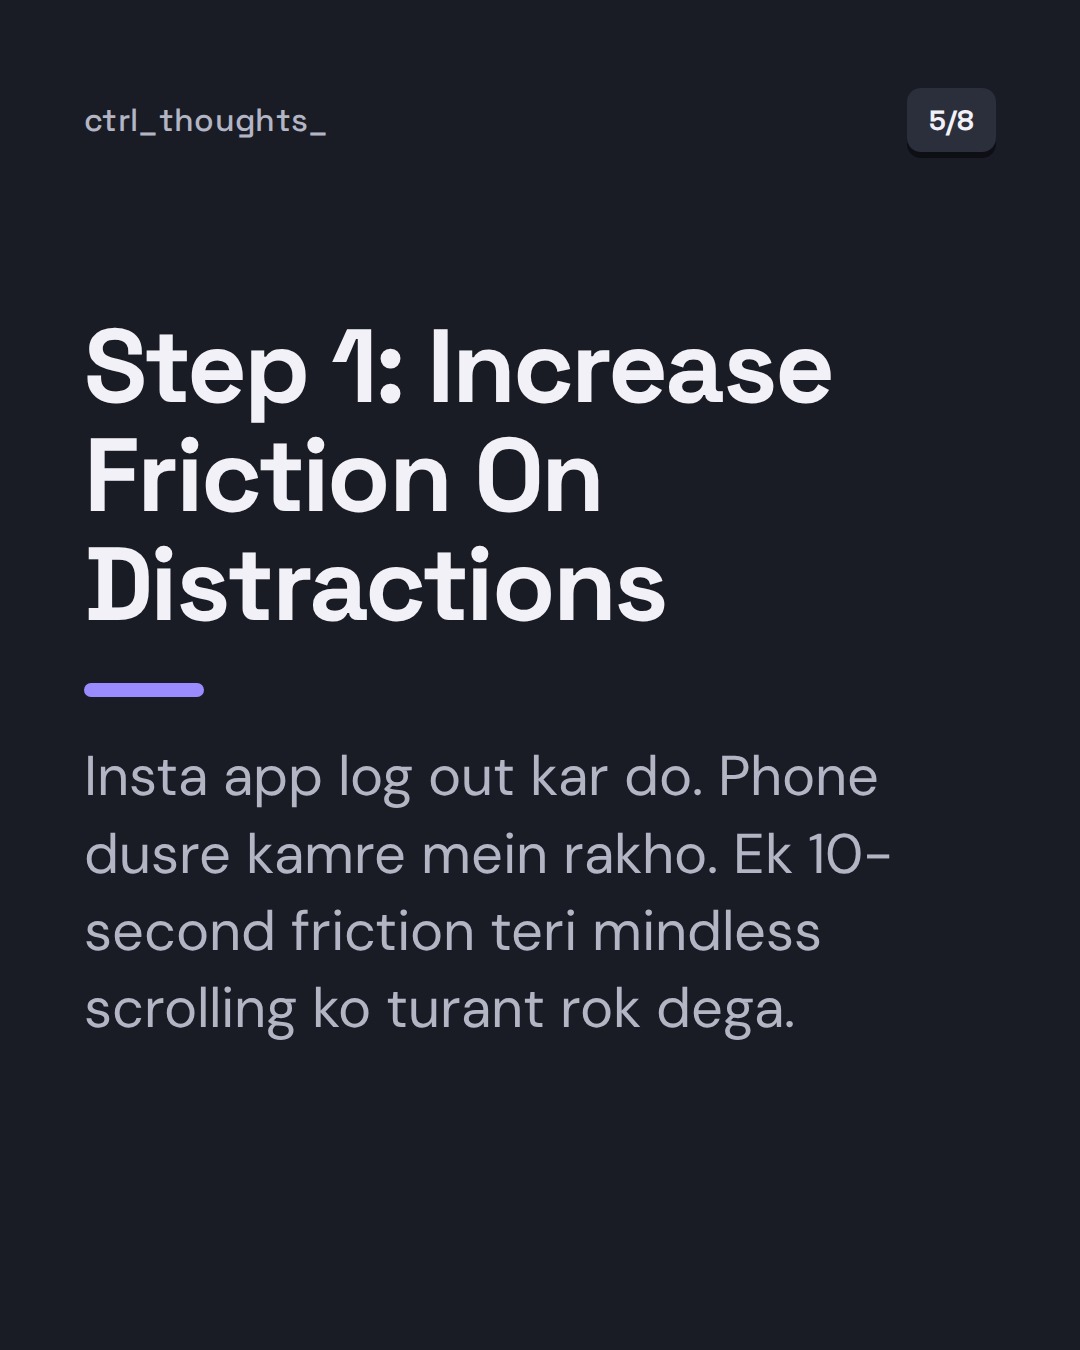 ctrl_thoughts_
5/8
Step 1: Increase
Friction On
Distractions
Insta app log out kar do. Phone
dusre kamre mein rakho. Ek 10-
second friction teri mindless
scrolling ko turant rok dega.